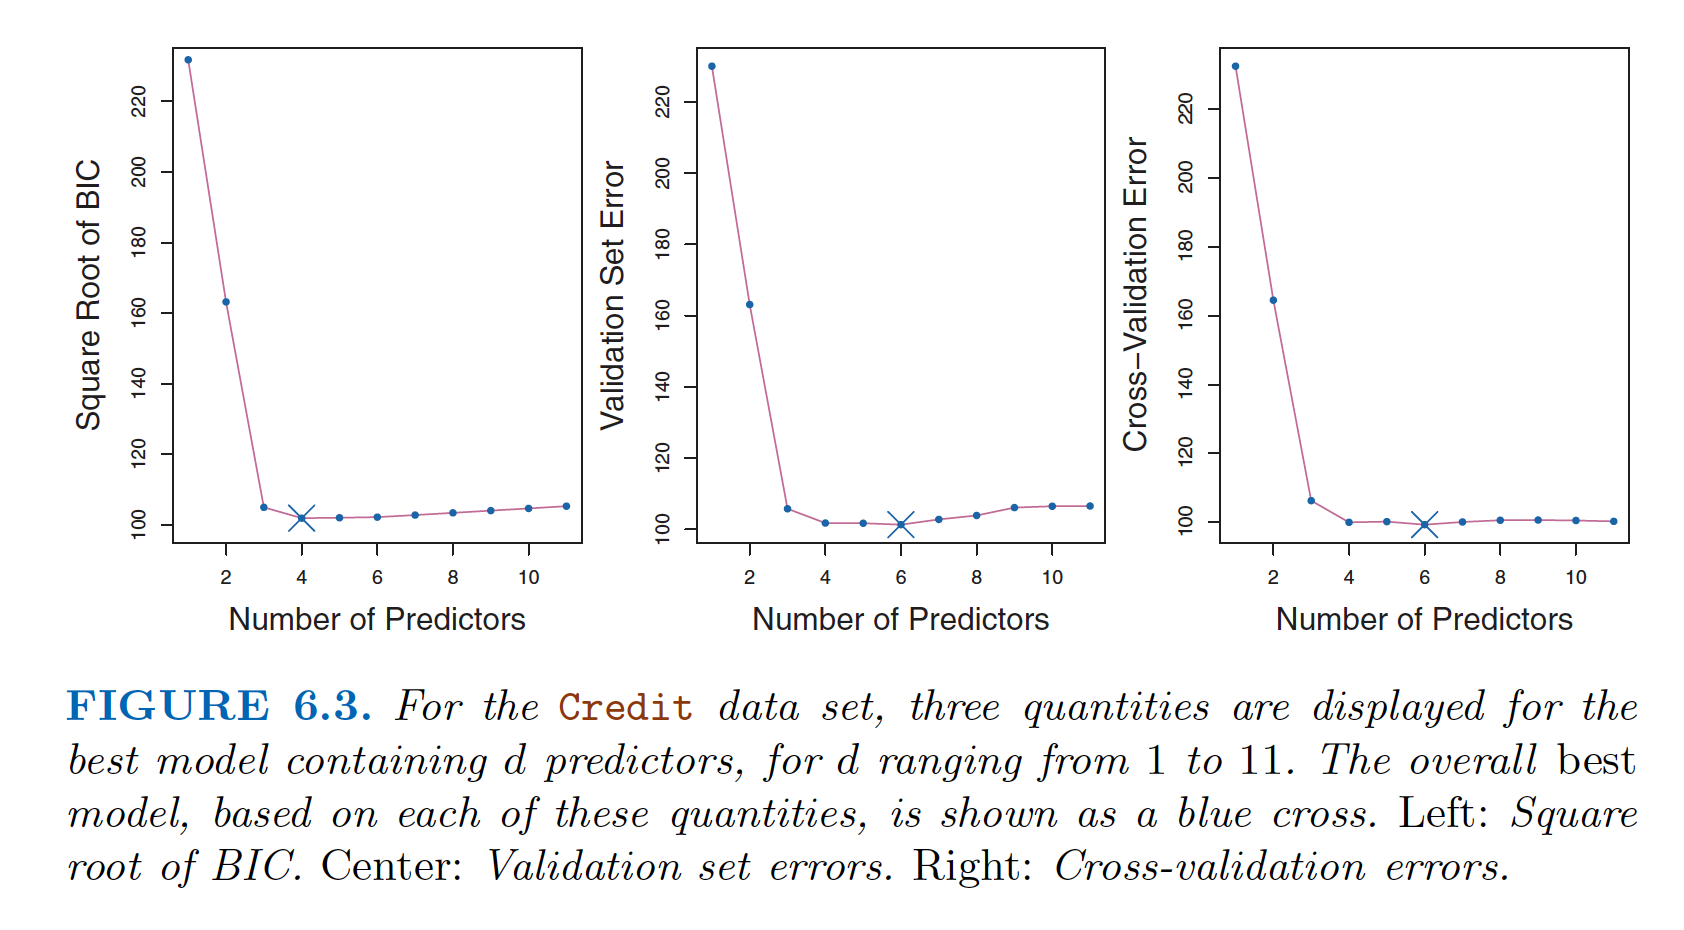 Square Root of BIC
100 120 140 160 180 200 220
2 4 6 8 10
Number of Predictors
Validation Set Error
100 120 140 160 180 200 220
2 4 6 8 10
Number of Predictors
Cross−Validation Error
100 120 140 160 180 200 220
2 4 6 8 10
Number of Predictors
FIGURE 6.3. For the Credit data set, three quantities are displayed for the
best model containing d predictors, for d ranging from 1 to 11. The overall best
model, based on each of these quantities, is shown as a blue cross. Left: Square
root of BIC. Center: Validation set errors. Right: Cross-validation errors.